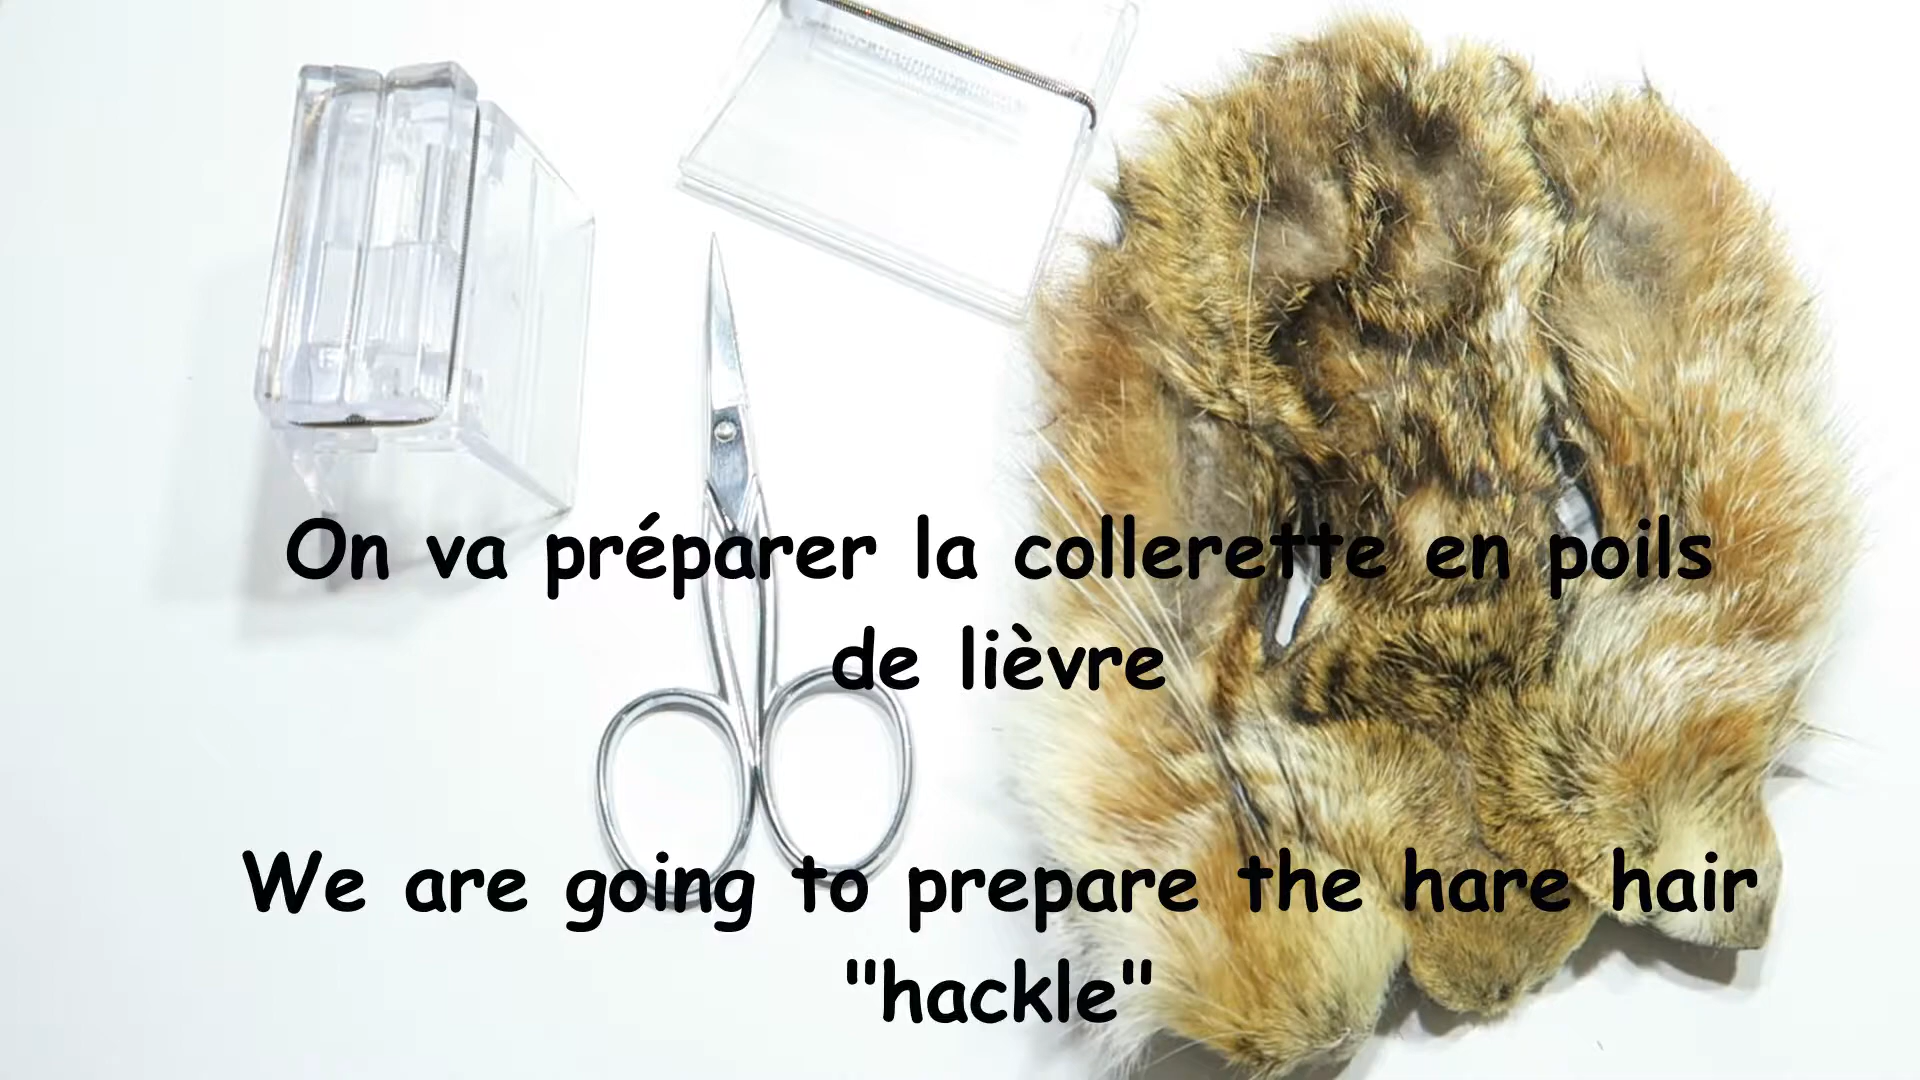 On va préparer la collerette en poils
de lièvre
We are going to prepare the hare hair
"hackle"